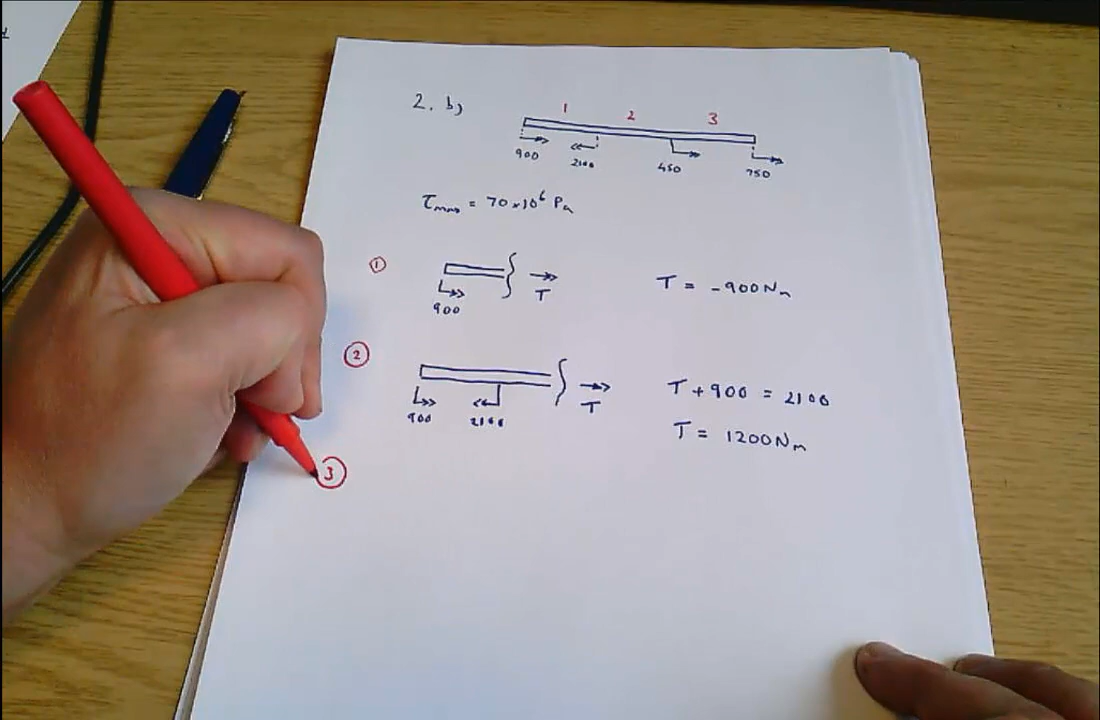 2. b)
1 2 3
900 2100 450 750
τmax = 70×10⁶ Pa
①
T
T = -900Nm
900
②
T
T + 900 = 2100
900 2100
T = 1200Nm
③